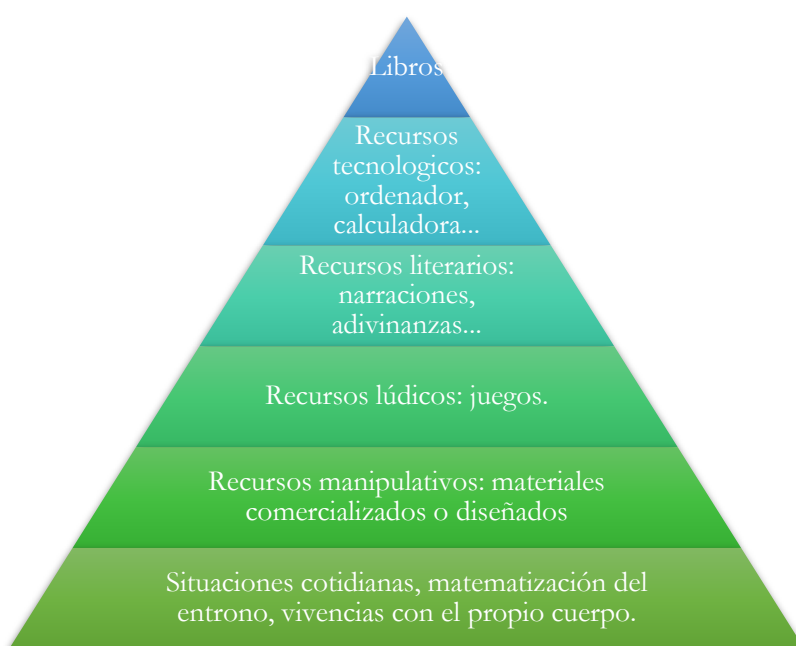 Libros
Recursos
tecnologicos:
ordenador,
calculadora...
Recursos literarios:
narraciones,
adivinanzas...
Recursos lúdicos: juegos.
Recursos manipulativos: materiales
comercializados o diseñados
Situaciones cotidianas, matematización del
entrono, vivencias con el propio cuerpo.